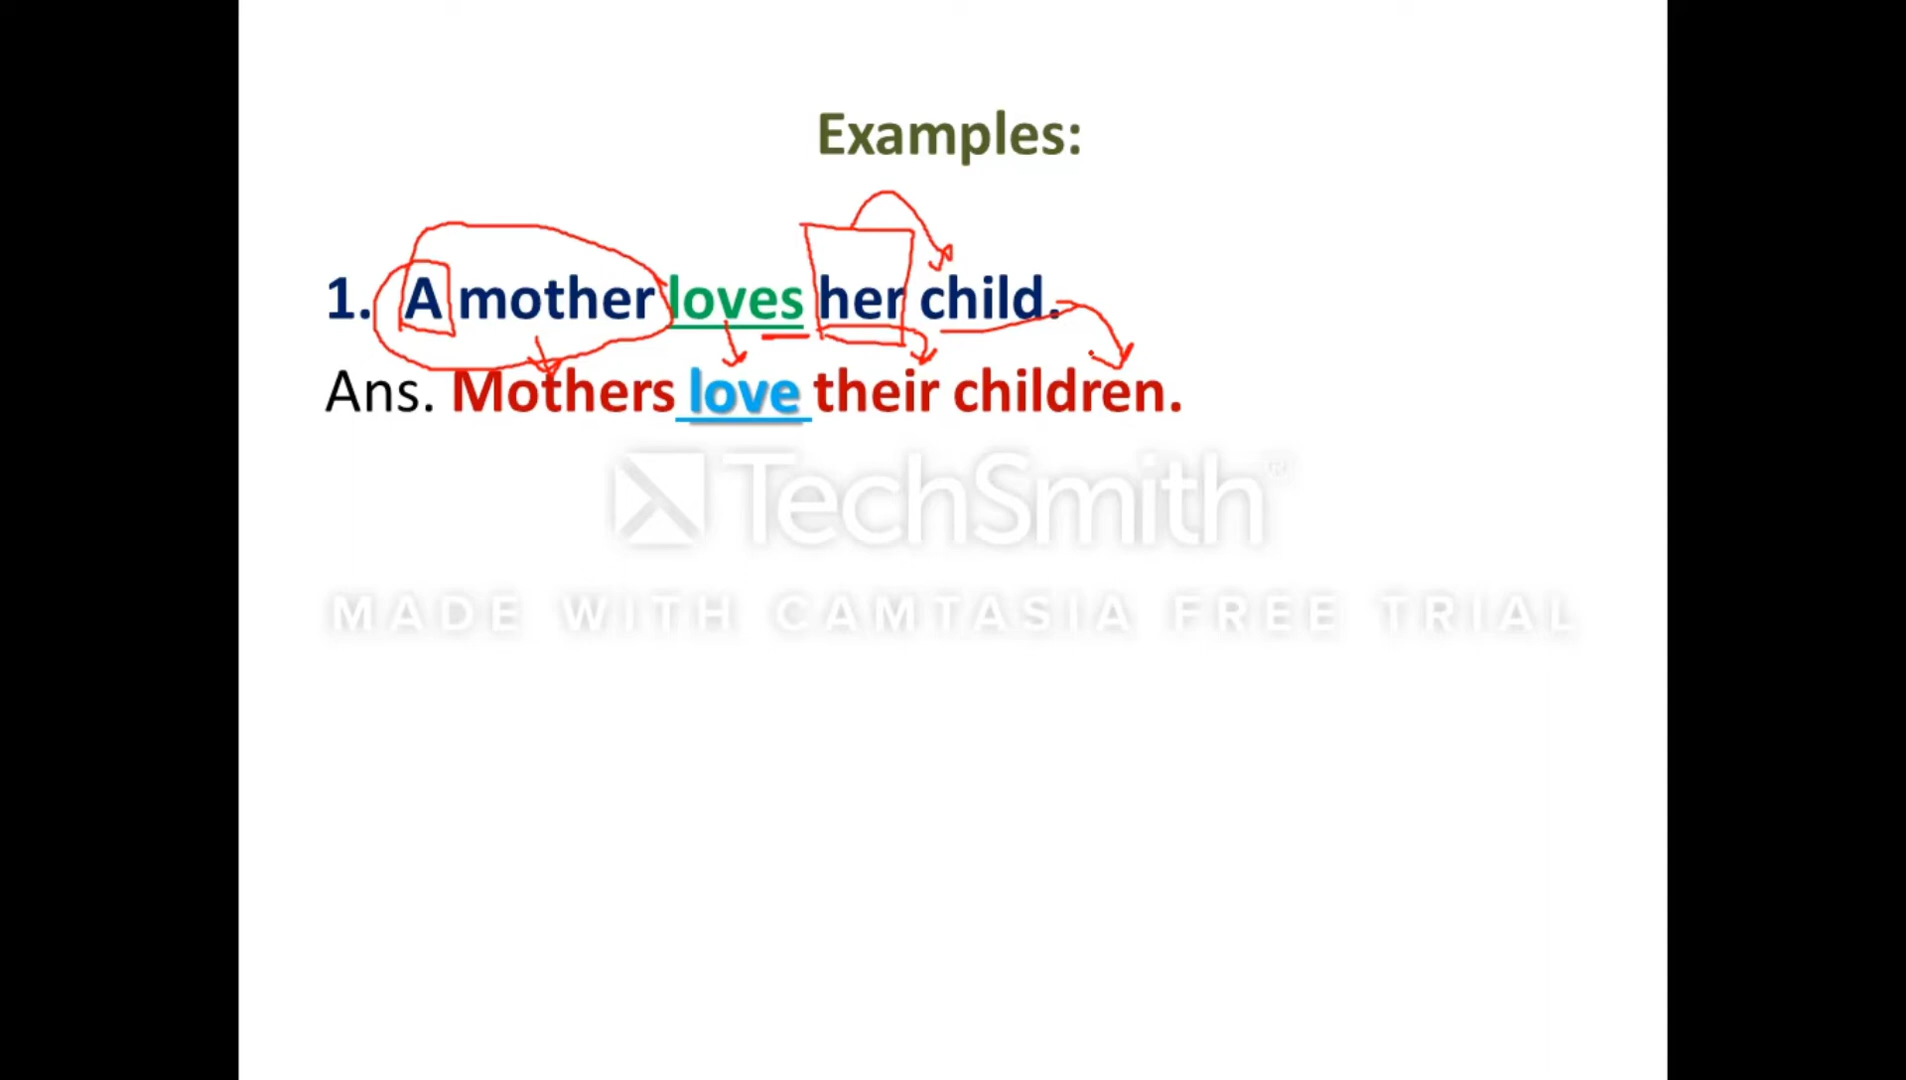 Examples:
1. A mother loves her child.
Ans. Mothers love their children.
TechSmith
MADE WITH CAMTASIA FREE TRIAL